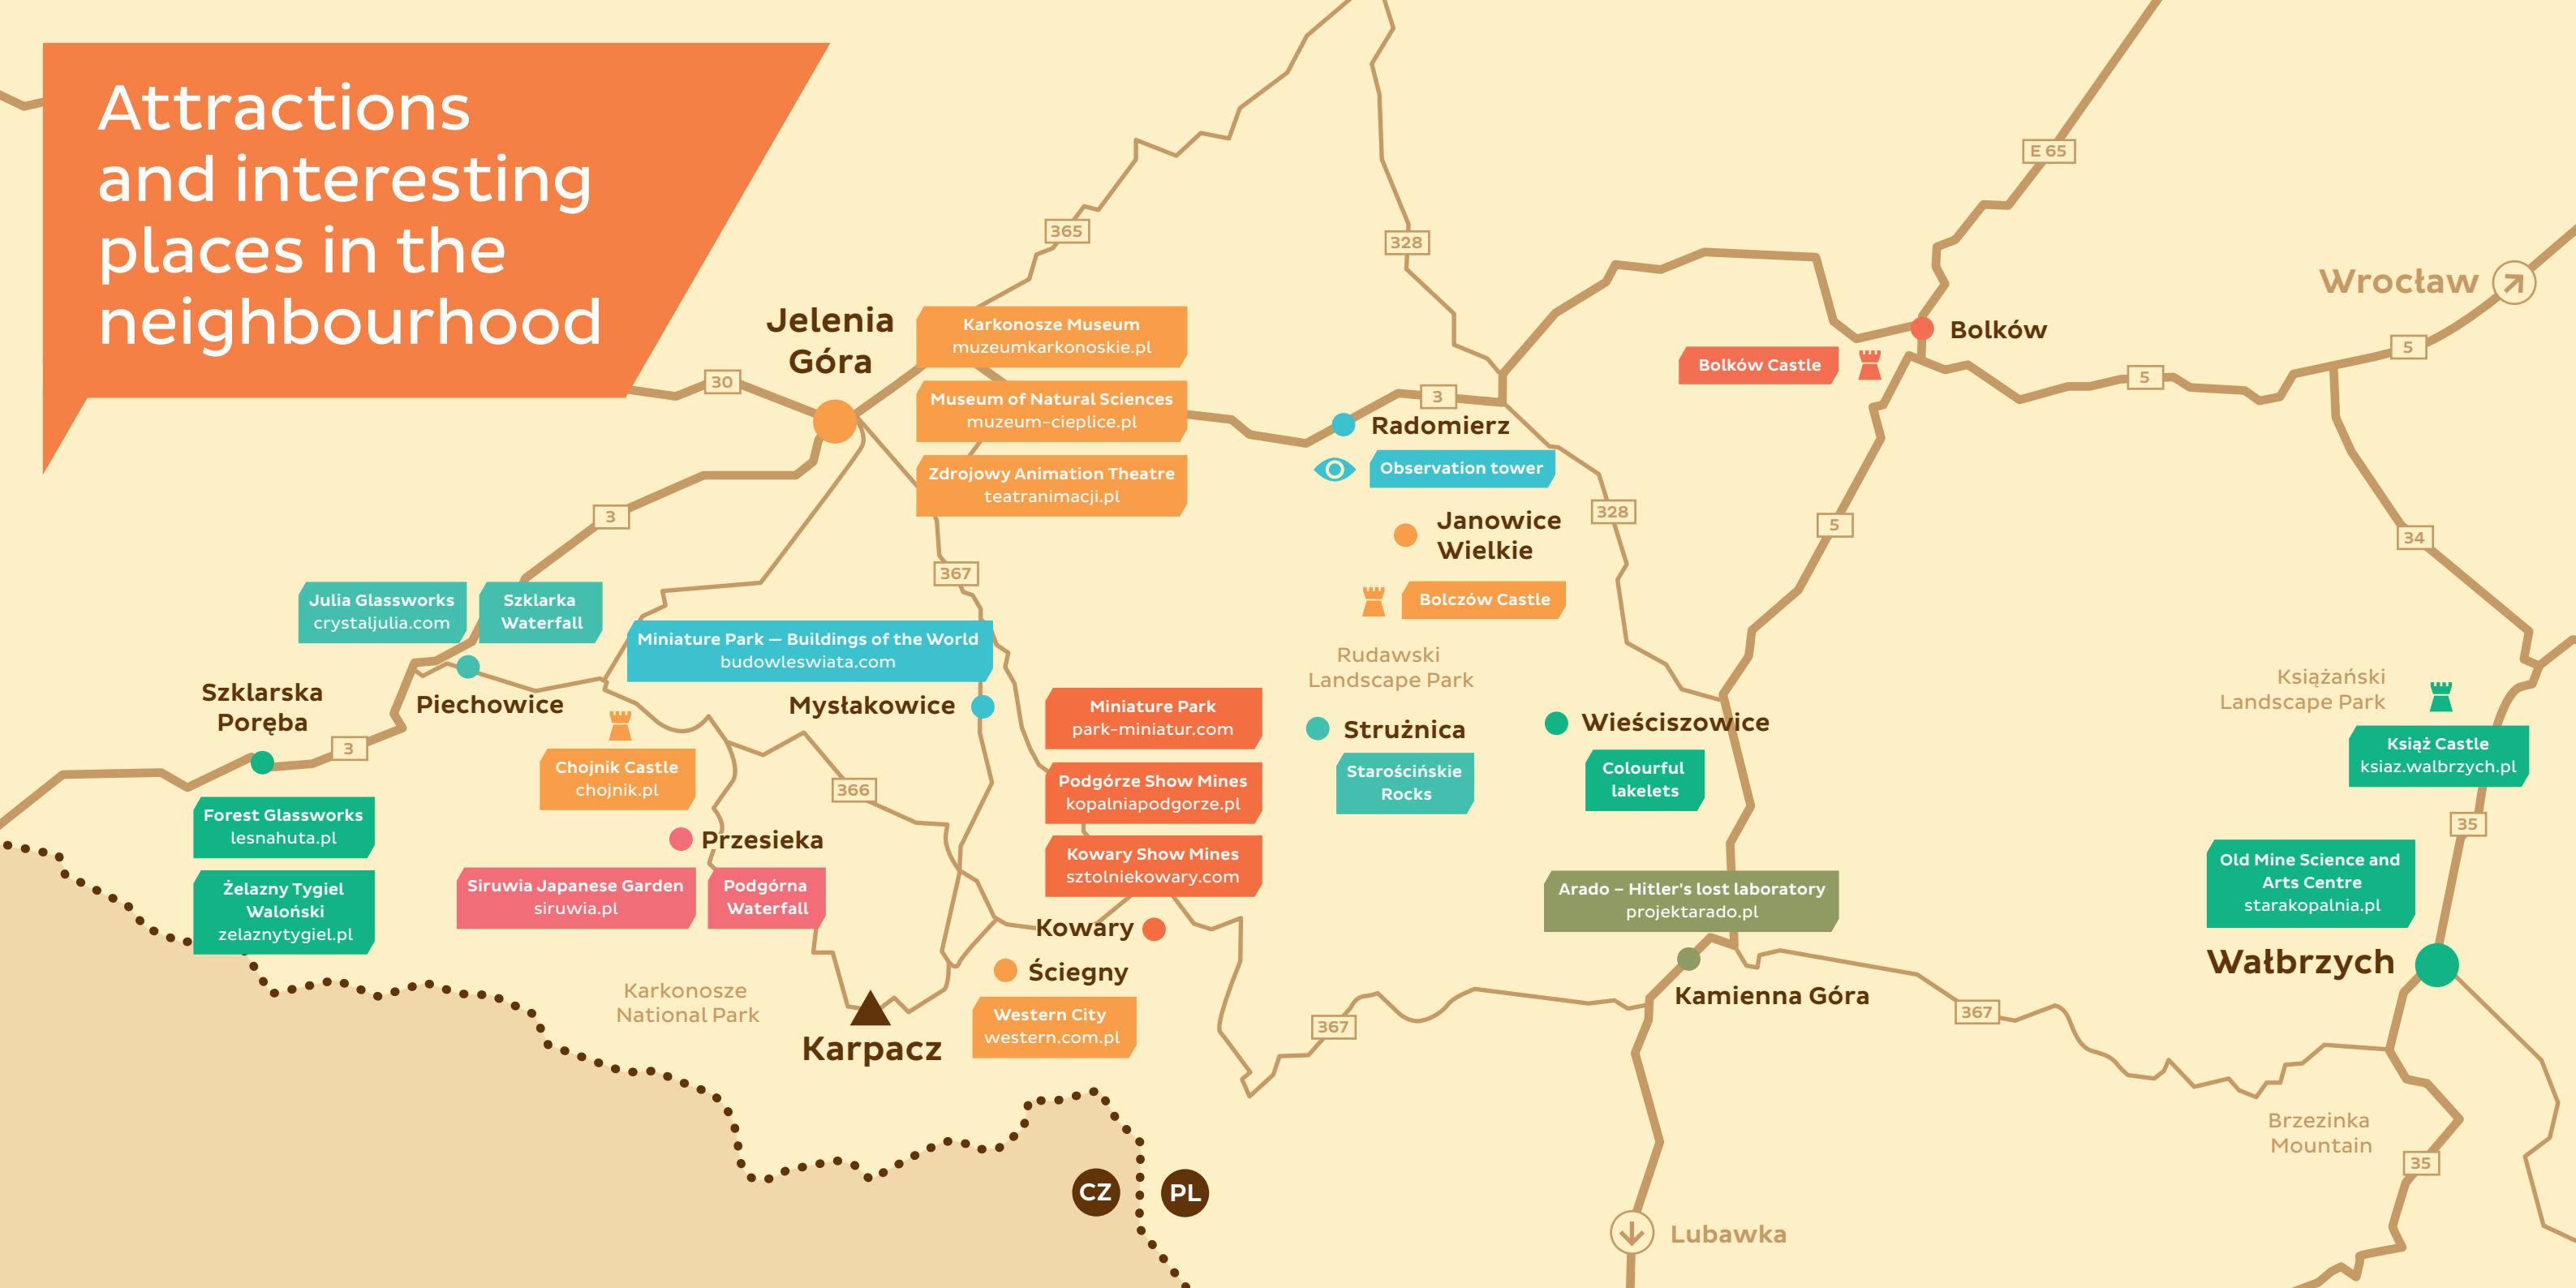 Attractions
and interesting
places in the
neighbourhood
E 65
365
328
Wrocław
Jelenia
Góra
Karkonosze Museum
muzeumkarkonoskie.pl
Museum of Natural Sciences
muzeum-cieplice.pl
Zdrojowy Animation Theatre
teatranimacji.pl
30
3
Radomierz
Observation tower
Bolków
Bolków Castle
5
5
3
367
Janowice
Wielkie
Bolczów Castle
328
5
34
Julia Glassworks
crystaljulia.com
Szklarka
Waterfall
Miniature Park – Buildings of the World
budowleswiata.com
Rudawski
Landscape Park
Książański
Landscape Park
Szklarska
Poręba
Piechowice
Mysłakowice
Miniature Park
park-miniatur.com
Strużnica
Starościńskie
Rocks
Wieściszowice
Colourful
lakelets
Książ Castle
ksiaz.walbrzych.pl
3
Chojnik Castle
chojnik.pl
366
Podgórze Show Mines
kopalniapodgorze.pl
35
Forest Glassworks
lesnahuta.pl
Przesieka
Kowary Show Mines
sztolniekowary.com
Żelazny Tygiel
Waloński
zelaznytygiel.pl
Siruwia Japanese Garden
siruwia.pl
Podgórna
Waterfall
Arado – Hitler's lost laboratory
projektarado.pl
Old Mine Science and
Arts Centre
starakopalnia.pl
Kowary
Wałbrzych
Ściegny
Kamienna Góra
Karkonosze
National Park
Western City
western.com.pl
367
367
Karpacz
Brzezinka
Mountain
35
CZ
PL
Lubawka